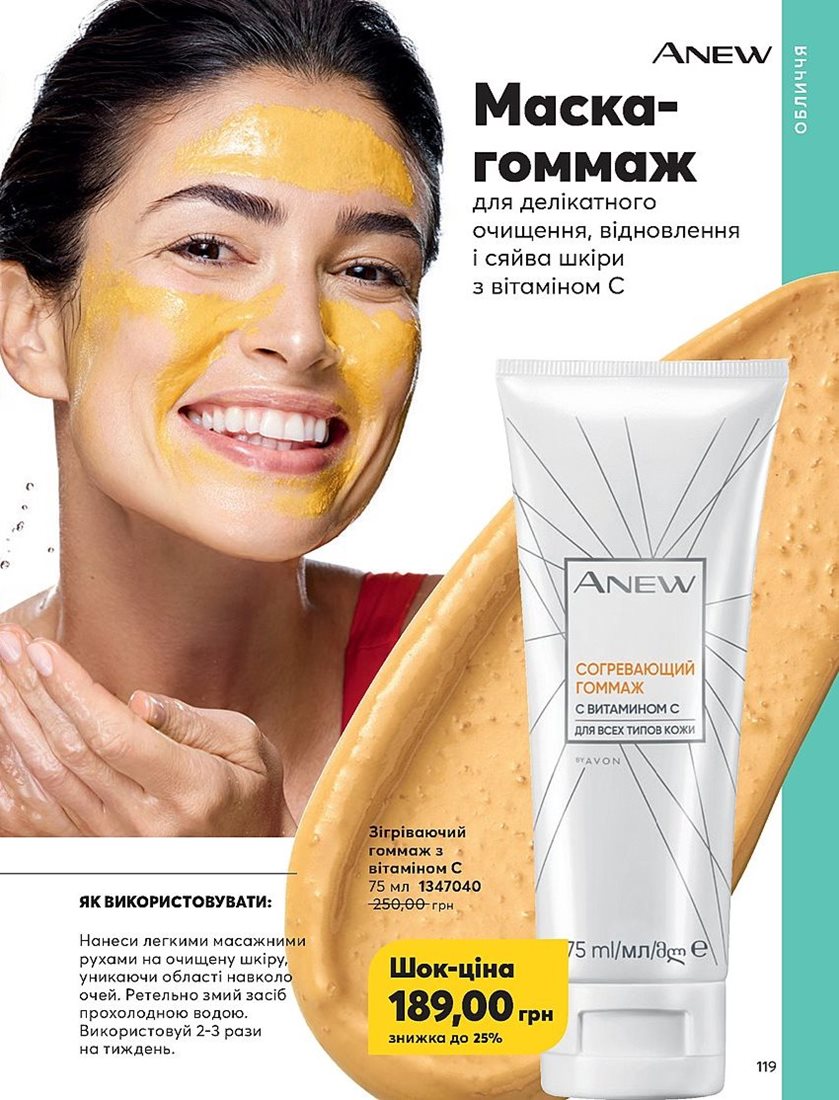 ANEW
ОБЛИЧЧЯ
Маска-
гоммаж
для делікатного
очищення, відновлення
і сяйва шкіри
з вітаміном С
ANEW
СОГРЕВАЮЩИЙ
ГОММАЖ
С ВИТАМИНОМ С
ДЛЯ ВСЕХ ТИПОВ КОЖИ
BY AVON
75 ml/мл/მლ e
Зігріваючий
гоммаж з
вітаміном С
75 мл 1347040
250,00 грн
Шок-ціна
189,00 грн
знижка до 25%
ЯК ВИКОРИСТОВУВАТИ:
Нанеси легкими масажними
рухами на очищену шкіру,
уникаючи області навколо
очей. Ретельно змий засіб
прохолодною водою.
Використовуй 2-3 рази
на тиждень.
119